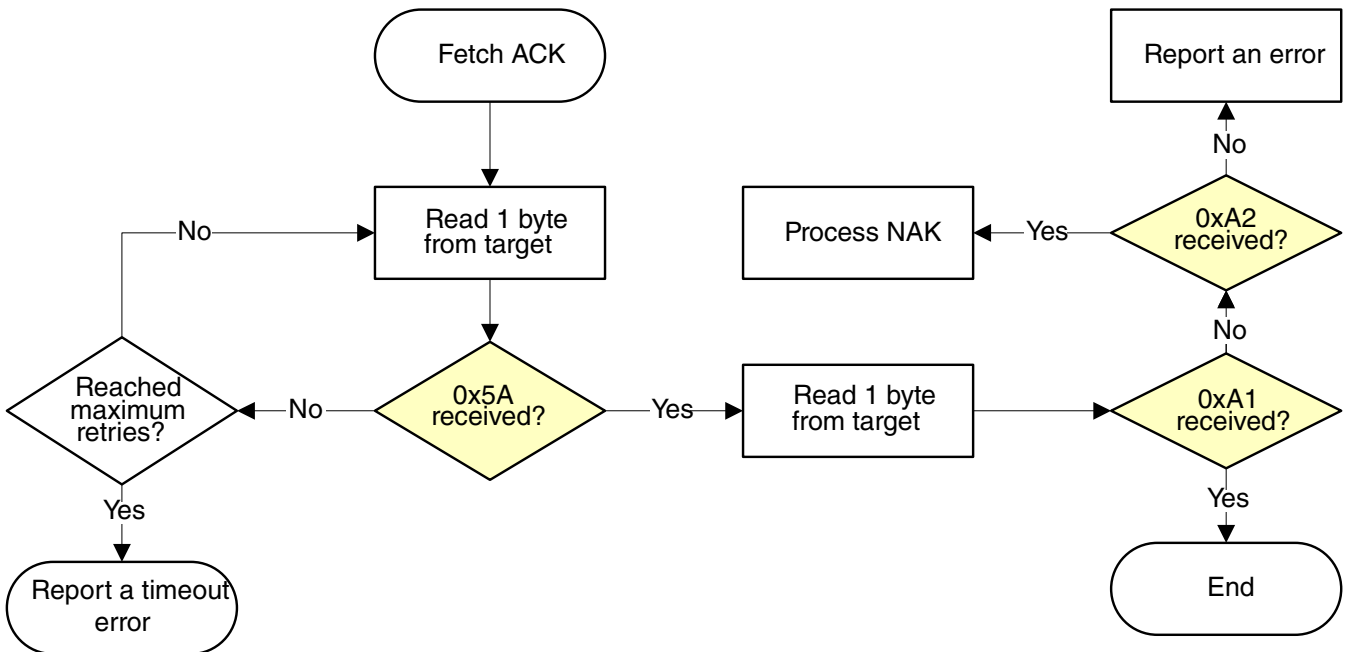 Fetch ACK
Report an error
No
Read 1 byte
from target
No
Process NAK
Yes
0xA2
received?
No
Reached
maximum
retries?
No
0x5A
received?
Yes
Read 1 byte
from target
0xA1
received?
Yes
Yes
Report a timeout
error
End